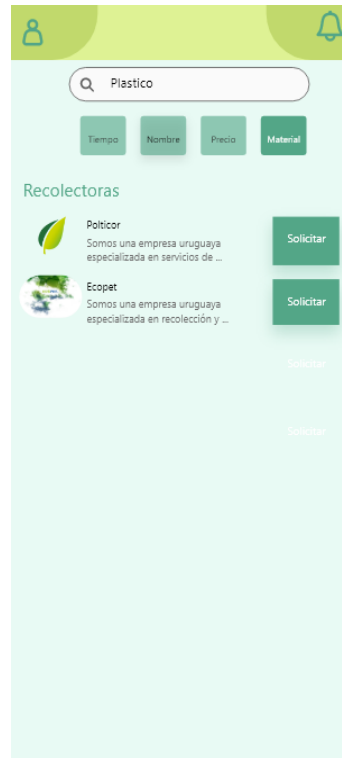 Plastico
Tiempo Nombre Precio Material
Recolectoras
Polticor
Somos una empresa uruguaya
especializada en servicios de ...
Solicitar
Ecopet
Somos una empresa uruguaya
especializada en recolección y ...
Solicitar
Solicitar
Solicitar